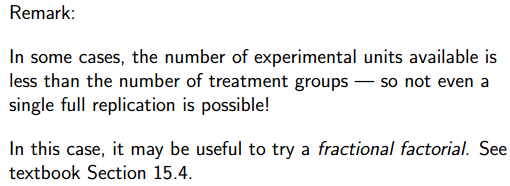 Remark:
In some cases, the number of experimental units available is
less than the number of treatment groups — so not even a
single full replication is possible!
In this case, it may be useful to try a fractional factorial. See
textbook Section 15.4.